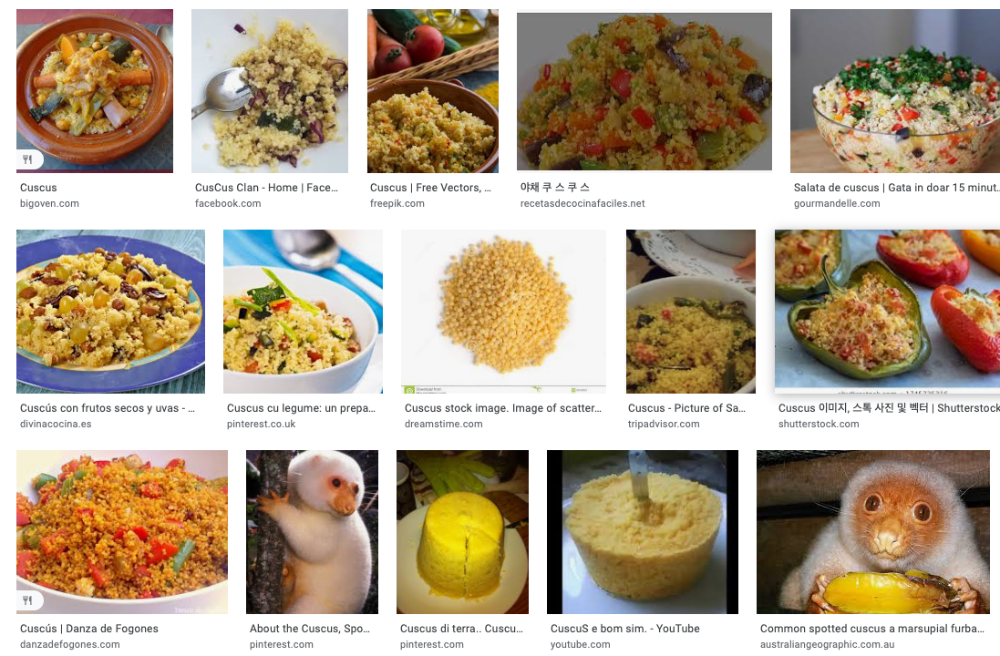 Cuscus
bigoven.com
CusCus Clan - Home | Face...
facebook.com
Cuscus | Free Vectors, ...
freepik.com
야채 쿠 스 쿠 스
recetasdecocinafaciles.net
Salata de cuscus | Gata in doar 15 minut..
gourmandelle.com
Cuscús con frutos secos y uvas - ...
divinacocina.es
Cuscus cu legume: un prepa...
pinterest.co.uk
Cuscus stock image. Image of scatter...
dreamstime.com
Cuscus - Picture of Sa...
tripadvisor.com
Cuscus 이미지, 스톡 사진 및 벡터 | Shutterstock
shutterstock.com
Cuscús | Danza de Fogones
danzadefogones.com
About the Cuscus, Spo...
pinterest.com
Cuscus di terra.. Cuscu...
pinterest.com
CuscuS e bom sim. - YouTube
youtube.com
Common spotted cuscus a marsupial furba...
australiangeographic.com.au